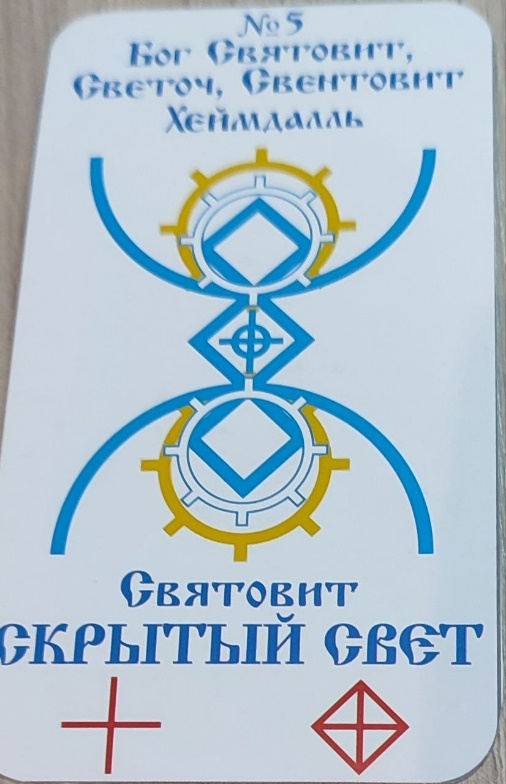 №5
Бог Святовит,
Светоч, Свентовит
Хеймдалль
Святовит
СКРЫТЫЙ СВЕТ